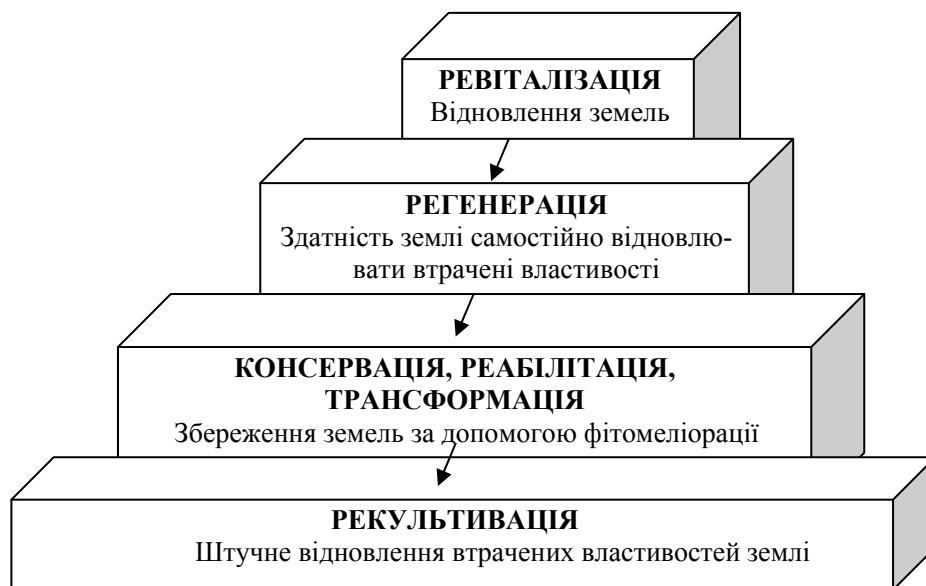 РЕВІТАЛІЗАЦІЯ
Відновлення земель
РЕГЕНЕРАЦІЯ
Здатність землі самостійно відновлю-
вати втрачені властивості
КОНСЕРВАЦІЯ, РЕАБІЛІТАЦІЯ,
ТРАНСФОРМАЦІЯ
Збереження земель за допомогою фітомеліорації
РЕКУЛЬТИВАЦІЯ
Штучне відновлення втрачених властивостей землі